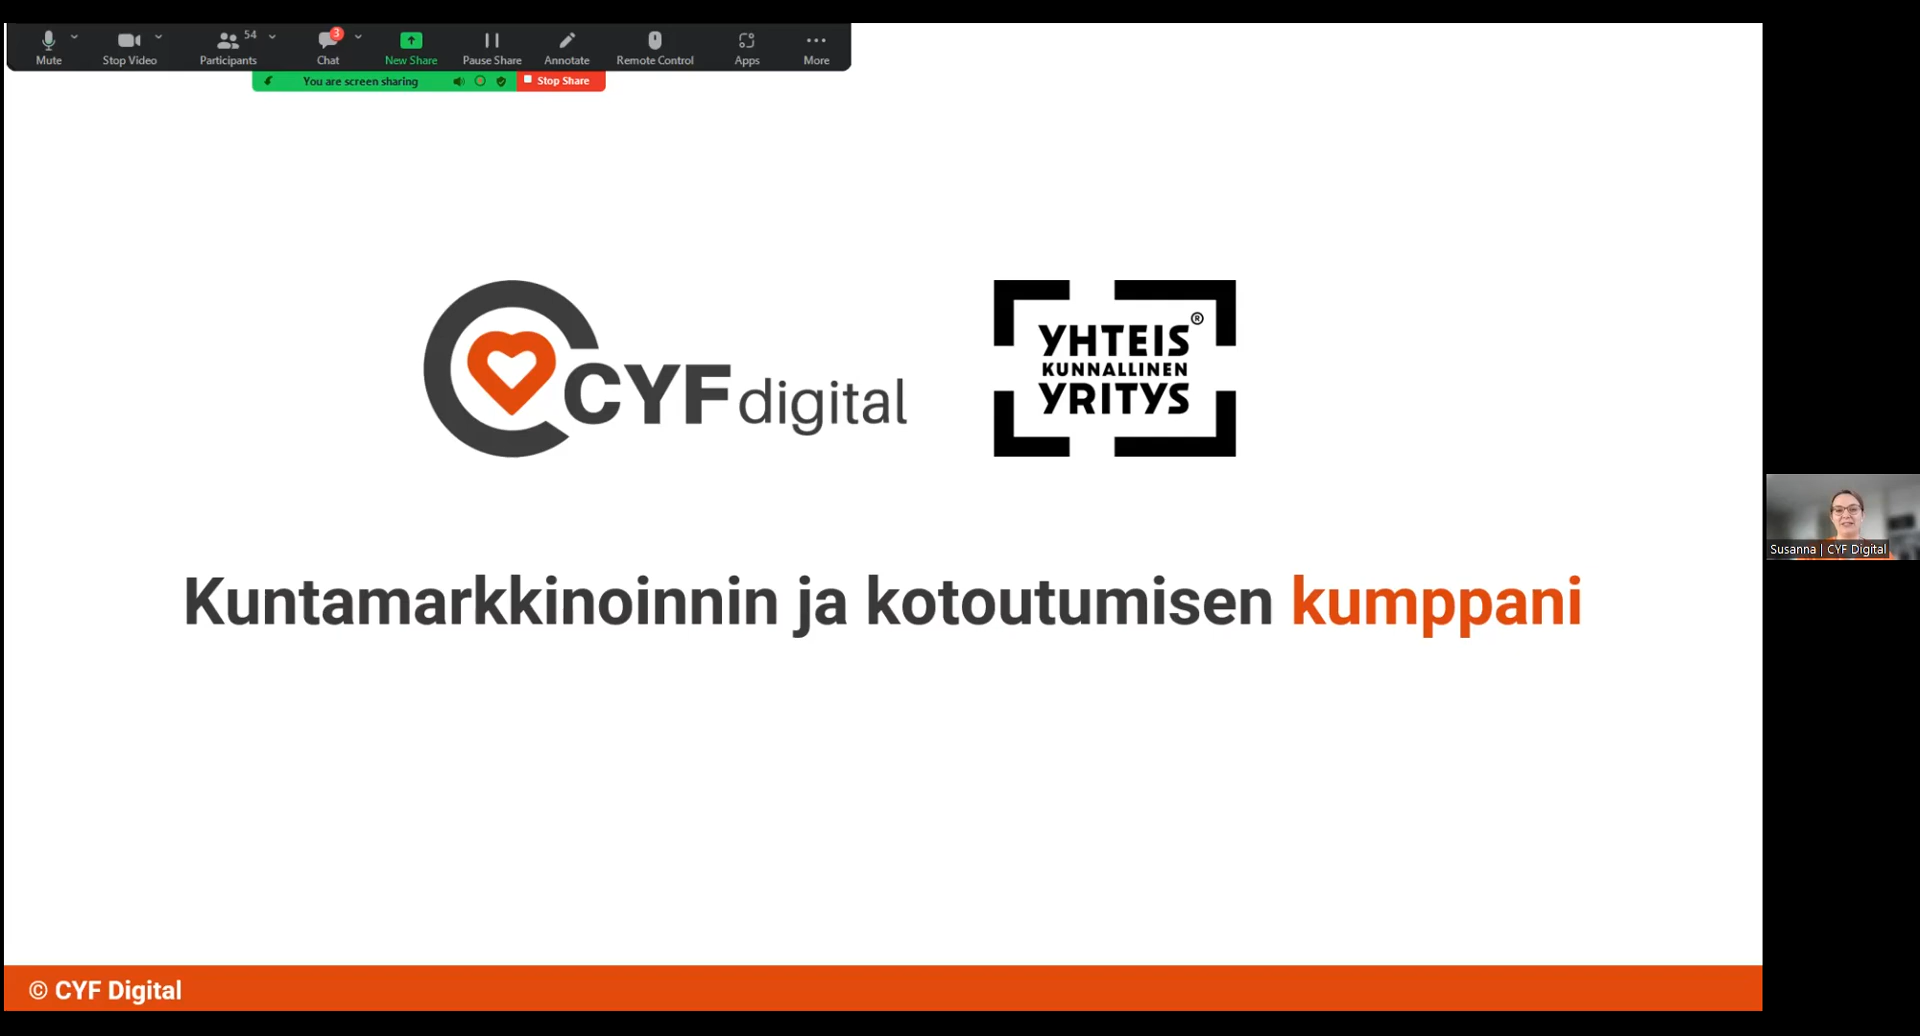 54
3
Mute
Stop Video
Participants
Chat
New Share
Pause Share
Annotate
Remote Control
Apps
More
You are screen sharing
Stop Share
CYF digital
YHTEIS®
KUNNALLINEN
YRITYS
Susanna | CYF Digital
Kuntamarkkinoinnin ja kotoutumisen kumppani
© CYF Digital